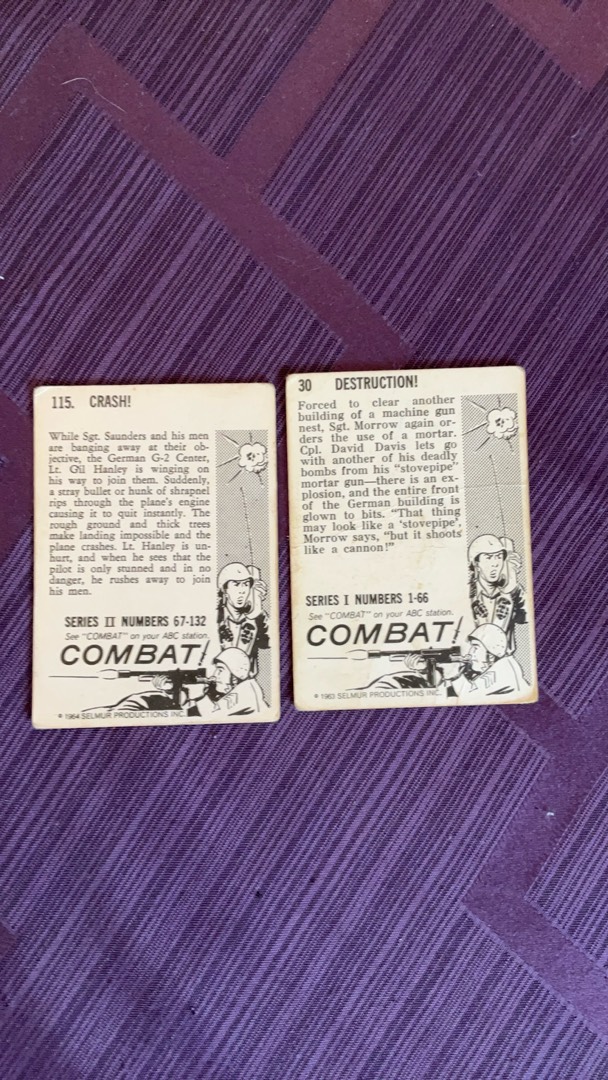 115. CRASH!
While Sgt. Saunders and his men
are banging away at their ob-
jective, the German G-2 Center,
Lt. Gil Hanley is winging on
his way to join them. Suddenly,
a stray bullet or hunk of shrapnel
rips through the plane's engine
causing it to quit instantly. The
rough ground and thick trees
make landing impossible and the
plane crashes. Lt. Hanley is un-
hurt, and when he sees that the
pilot is only stunned and in no
danger, he rushes away to join
his men.
SERIES II NUMBERS 67-132
See "COMBAT" on your ABC station.
COMBAT!
© 1964 SELMUR PRODUCTIONS INC.
30 DESTRUCTION!
Forced to clear another
building of a machine gun
nest, Sgt. Morrow again or-
ders the use of a mortar.
Cpl. David Davis lets go
with another of his deadly
bombs from his "stovepipe"
mortar gun—there is an ex-
plosion, and the entire front
of the German building is
glown to bits. "That thing
may look like a 'stovepipe',
Morrow says, "but it shoots
like a cannon!"
SERIES I NUMBERS 1-66
See "COMBAT" on your ABC station.
COMBAT!
© 1963 SELMUR PRODUCTIONS INC.